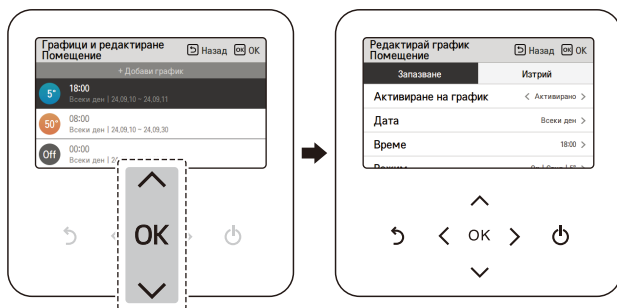 Графици и редактиране
Помещение
Назад OK OK
+ Добави график
5° 18:00
Всеки ден | 24,09,10 ~ 24,09,11
50° 08:00
Всеки ден | 24,09,10 ~ 24,09,30
Off 00:00
Всеки ден
OK
Редактирай график
Помещение
Назад OK OK
Запазване Изтрий
Активиране на график < Активирано >
Дата Всеки ден >
Време 18:00 >
OK